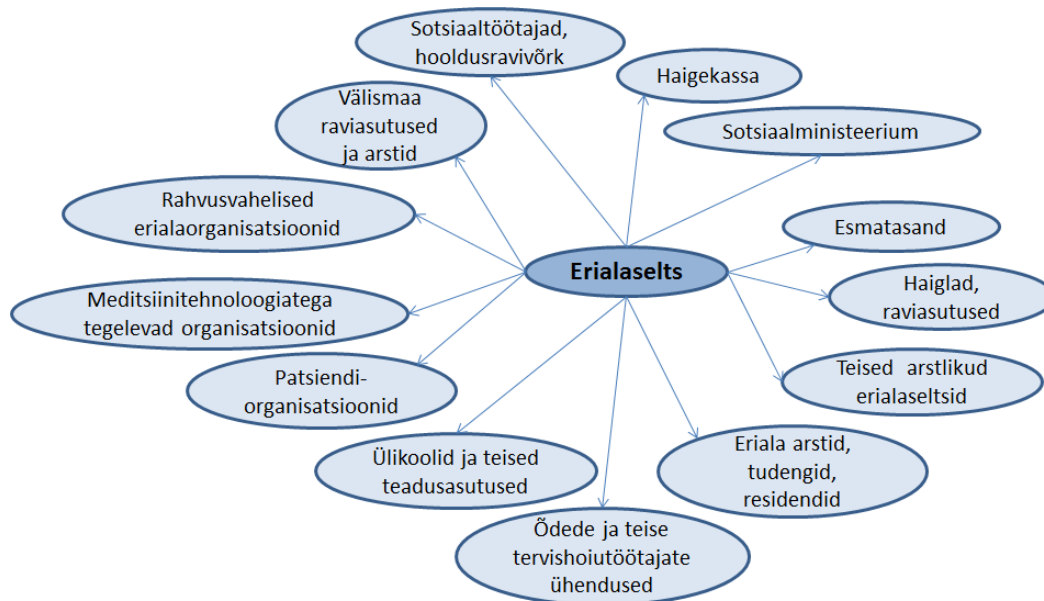 Sotsiaaltöötajad,
hooldusravivõrk
Haigekassa
Välismaa
raviasutused
ja arstid
Sotsiaalministeerium
Rahvusvahelised
erialaorganisatsioonid
Esmatasand
Erialaselts
Meditsiinitehnoloogiatega
tegelevad organisatsioonid
Haiglad,
raviasutused
Patsiendi-
organisatsioonid
Teised arstlikud
erialaseltsid
Ülikoolid ja teised
teadusasutused
Eriala arstid,
tudengid,
residendid
Õdede ja teise
tervishoiutöötajate
ühendused